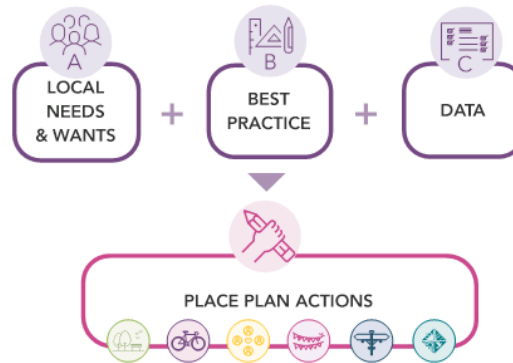 A
B
C
LOCAL
NEEDS
& WANTS
+
BEST
PRACTICE
+
DATA
PLACE PLAN ACTIONS